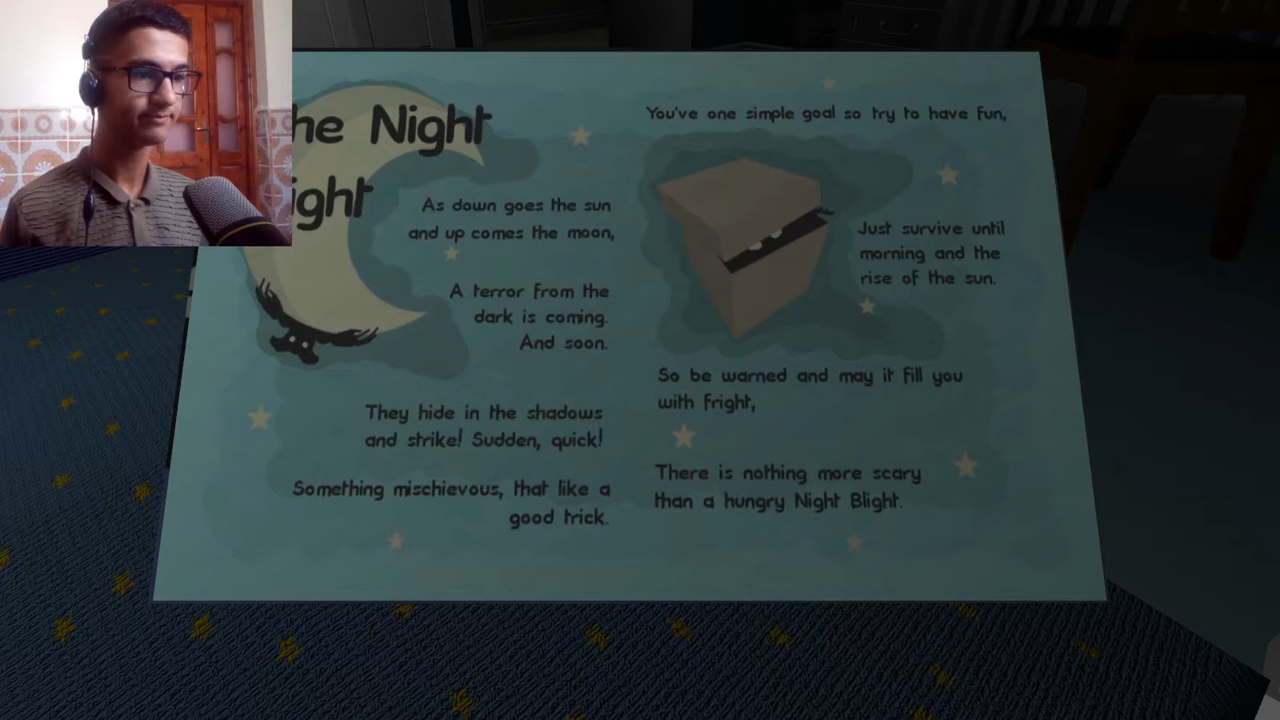 he Night
ight
As down goes the sun
and up comes the moon,
A terror from the
dark is coming.
And soon.
They hide in the shadows
and strike! Sudden, quick!
Something mischievous, that like a
good trick.
You've one simple goal so try to have fun,
Just survive until
morning and the
rise of the sun.
So be warned and may it fill you
with fright,
There is nothing more scary
than a hungry Night Blight.